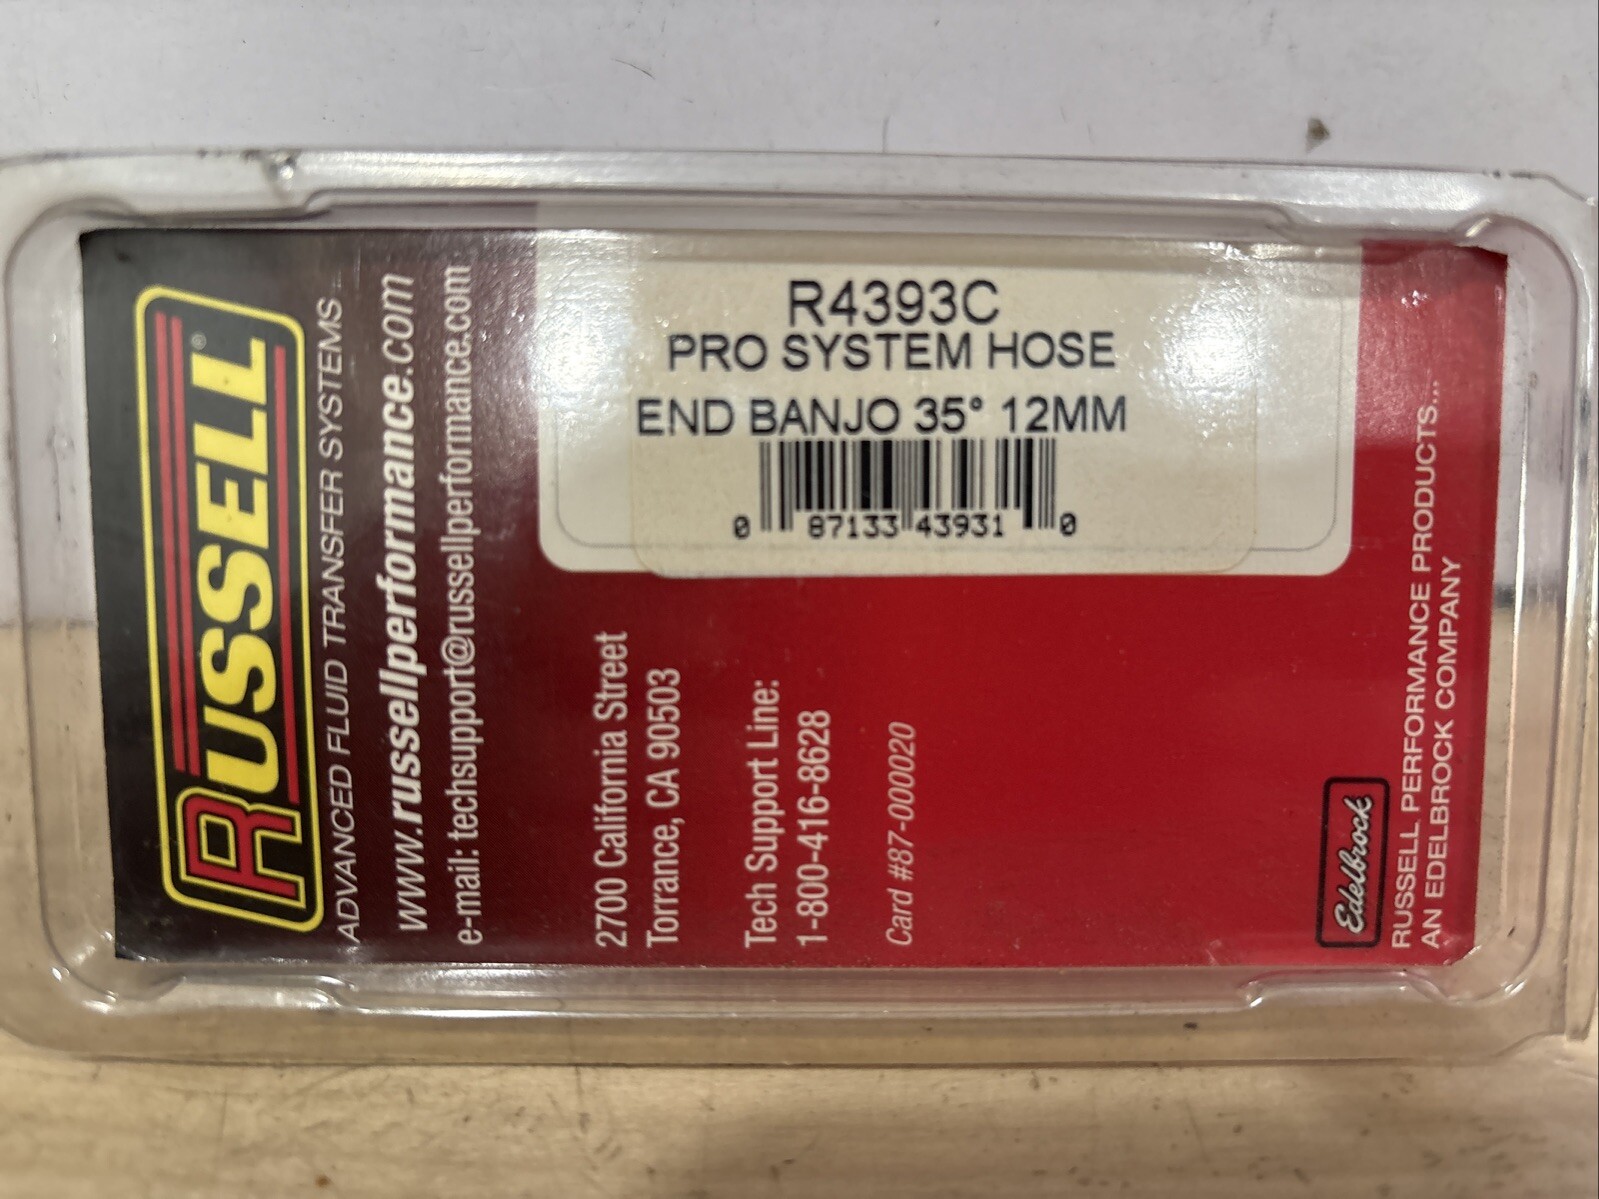 RUSSELL®
ADVANCED FLUID TRANSFER SYSTEMS
www.russellperformance.com
e-mail: techsupport@russellperformance.com
R4393C
PRO SYSTEM HOSE
END BANJO 35° 12MM
0 87133 43931 0
2700 California Street
Torrance, CA 90503
Tech Support Line:
1-800-416-8628
Card #87-000020
Edelbrock
RUSSELL PERFORMANCE PRODUCTS...
AN EDELBROCK COMPANY